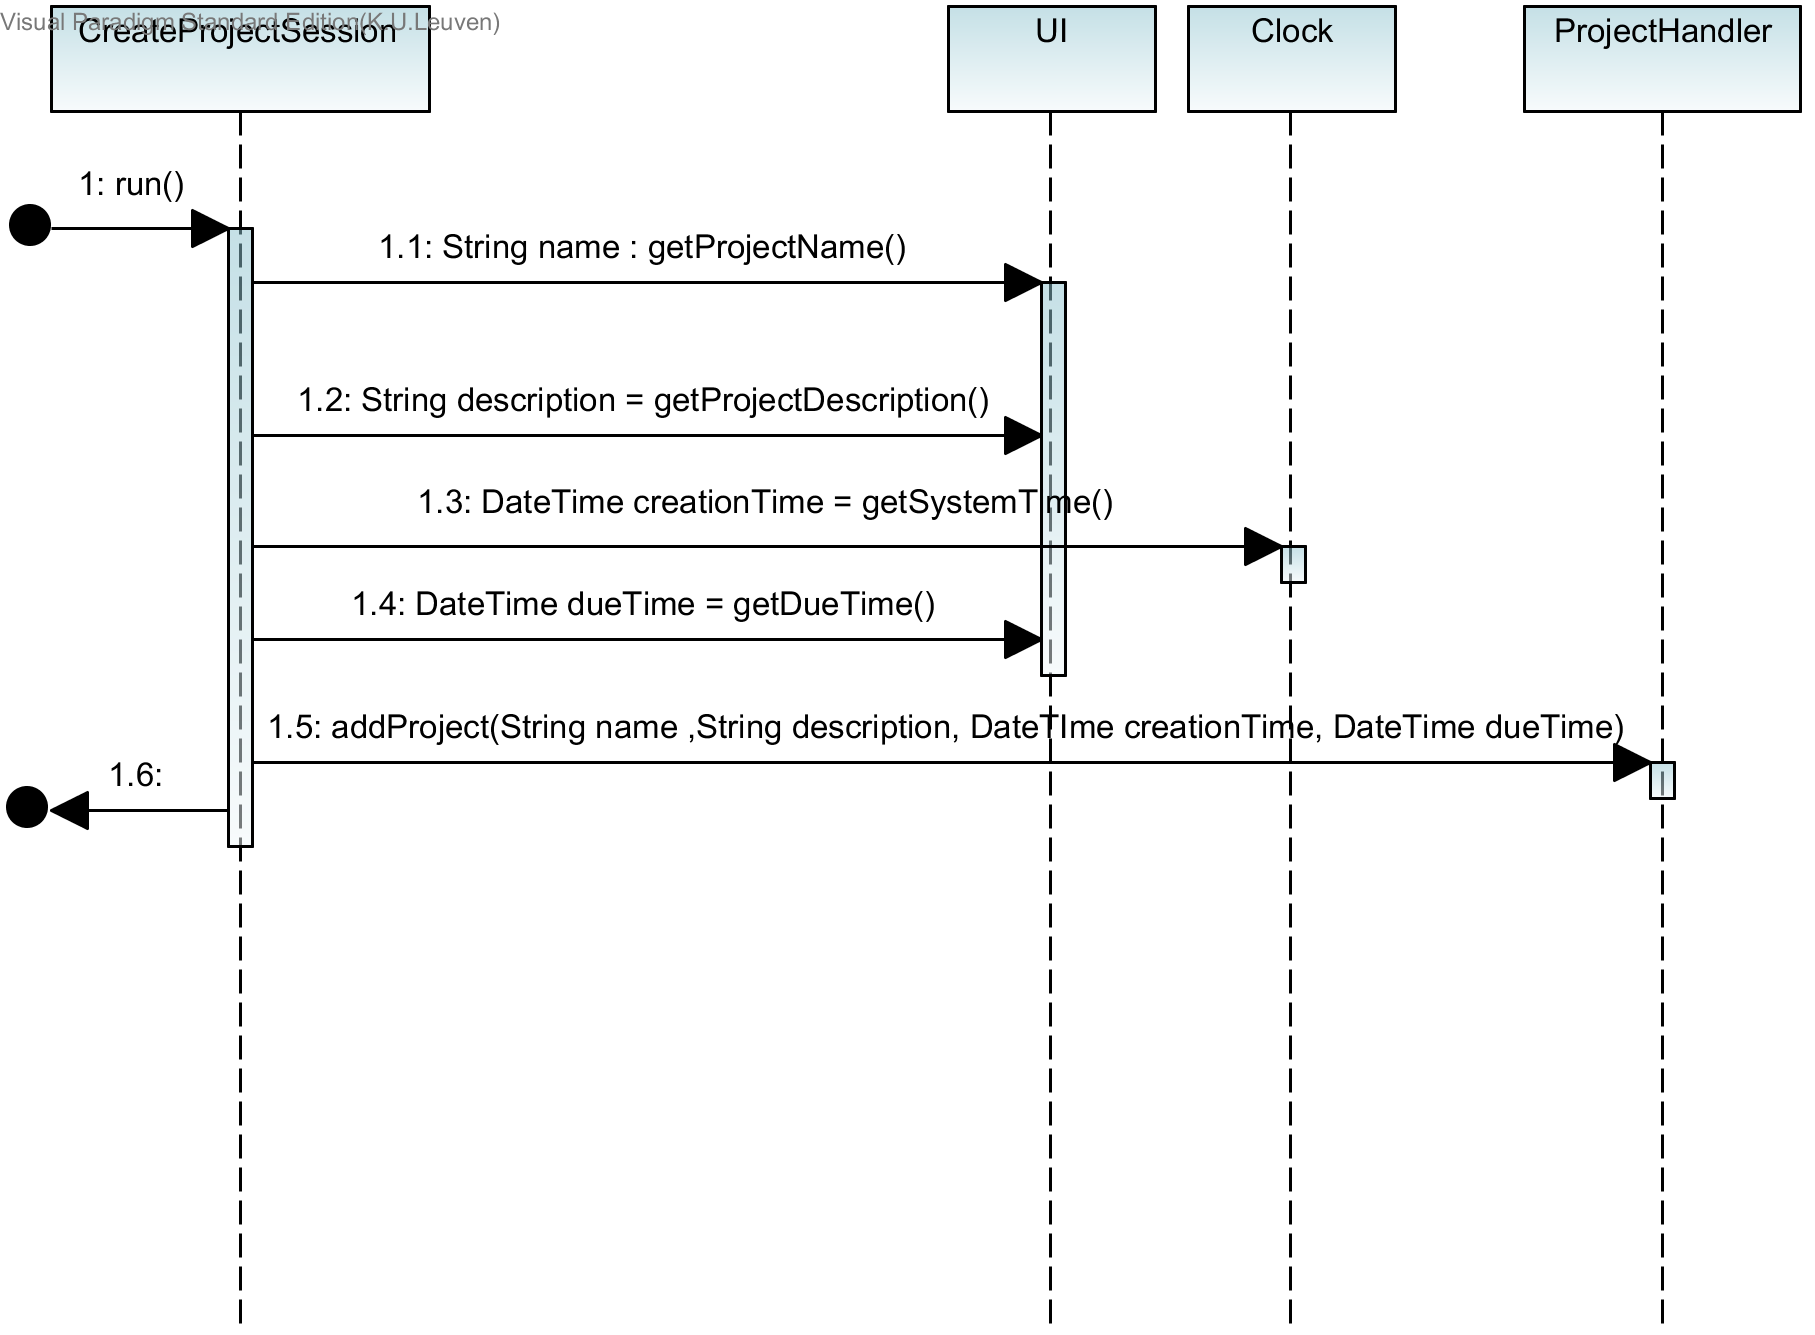 Visual Paradigm Standard Edition(K.U.Leuven)
CreateProjectSession
UI
Clock
ProjectHandler
1: run()
1.1: String name : getProjectName()
1.2: String description = getProjectDescription()
1.3: DateTime creationTime = getSystemTime()
1.4: DateTime dueTime = getDueTime()
1.5: addProject(String name ,String description, DateTIme creationTime, DateTime dueTime)
1.6: